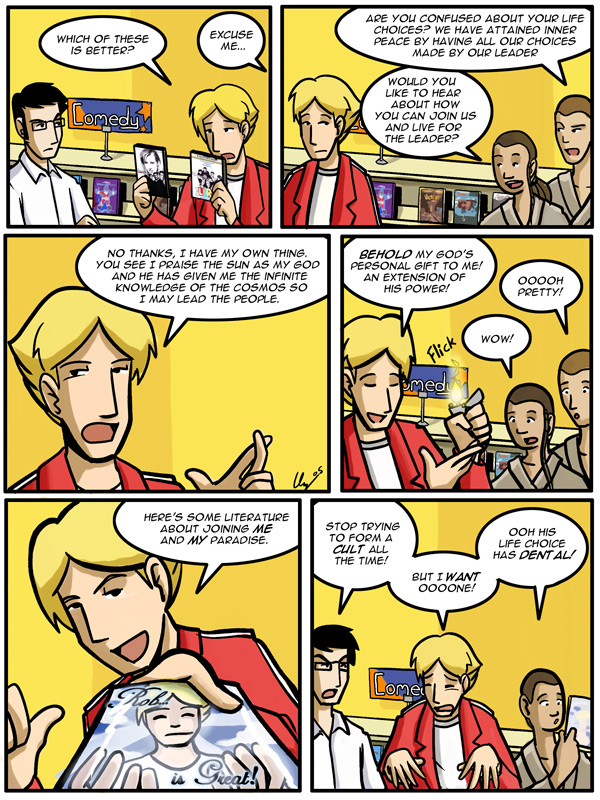 WHICH OF THESE
IS BETTER?
EXCUSE
ME...
Comedy
ARE YOU CONFUSED ABOUT YOUR LIFE
CHOICES? WE HAVE ATTAINED INNER
PEACE BY HAVING ALL OUR CHOICES
MADE BY OUR LEADER
WOULD YOU
LIKE TO HEAR
ABOUT HOW
YOU CAN JOIN US
AND LIVE FOR
THE LEADER?
NO THANKS, I HAVE MY OWN THING.
YOU SEE I PRAISE THE SUN AS MY GOD
AND HE HAS GIVEN ME THE INFINITE
KNOWLEDGE OF THE COSMOS SO
I MAY LEAD THE PEOPLE.
BEHOLD MY GOD'S
PERSONAL GIFT TO ME!
AN EXTENSION OF
HIS POWER!
OOOOH
PRETTY!
WOW!
Flick
omedy
HERE'S SOME LITERATURE
ABOUT JOINING ME
AND MY PARADISE.
Rob...
is Great!
STOP TRYING
TO FORM A
CULT ALL
THE TIME!
BUT I WANT
OOOONE!
OOH HIS
LIFE CHOICE
HAS DENTAL!
Come